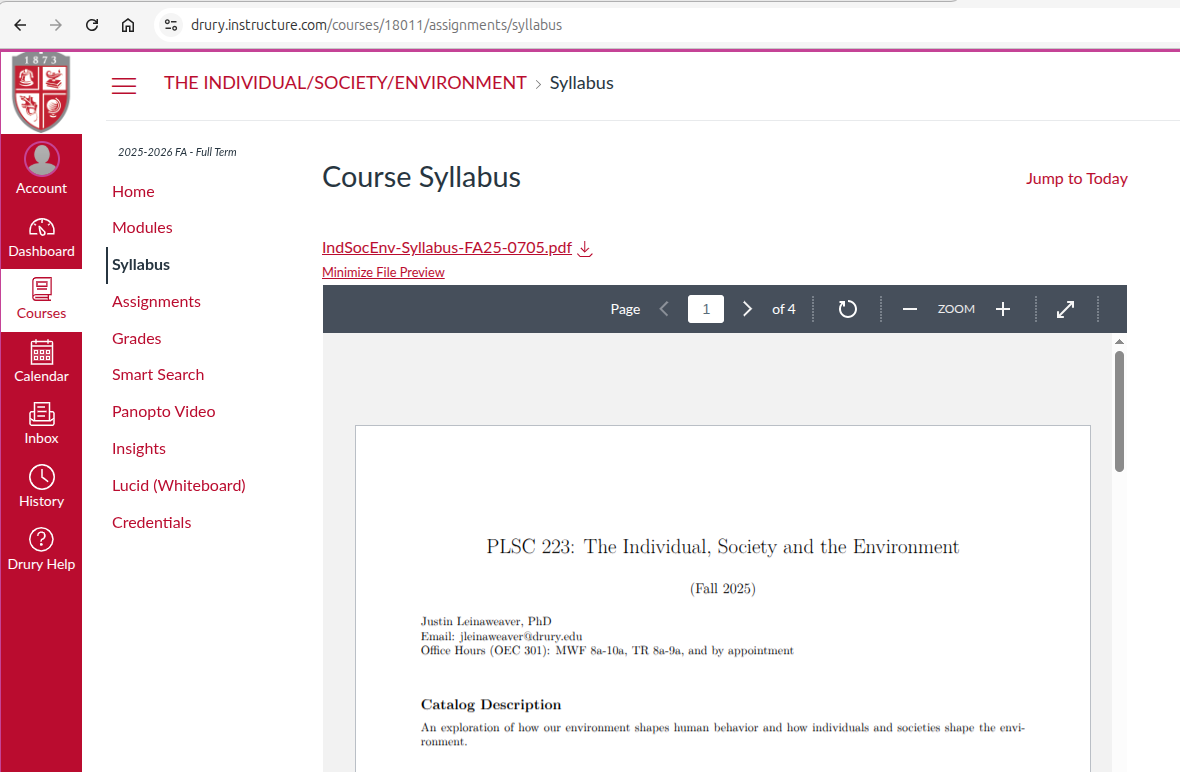 drury.instructure.com/courses/18011/assignments/syllabus
1873
THE INDIVIDUAL/SOCIETY/ENVIRONMENT › Syllabus
Account
Dashboard
Courses
Calendar
Inbox
History
Drury Help
2025-2026 FA - Full Term
Home
Modules
Syllabus
Assignments
Grades
Smart Search
Panopto Video
Insights
Lucid (Whiteboard)
Credentials
Course Syllabus
Jump to Today
IndSocEnv-Syllabus-FA25-0705.pdf
Minimize File Preview
Page 1 of 4 ZOOM
PLSC 223: The Individual, Society and the Environment
(Fall 2025)
Justin Leinaweaver, PhD
Email: jleinaweaver@drury.edu
Office Hours (OEC 301): MWF 8a-10a, TR 8a-9a, and by appointment
Catalog Description
An exploration of how our environment shapes human behavior and how individuals and societies shape the envi-
ronment.